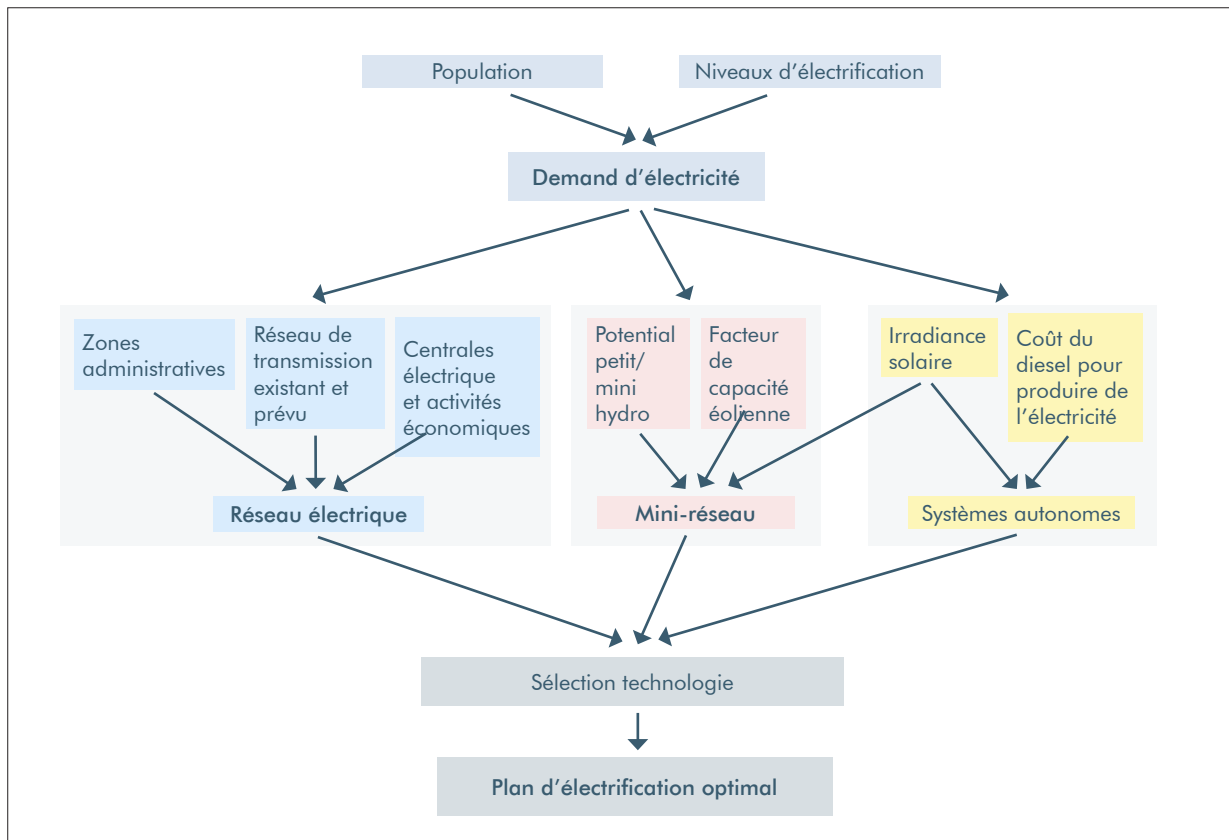 Population
Niveaux d’électrification
Demand d’électricité
Zones
administratives
Réseau de
transmission
existant et
prévu
Centrales
électrique
et activités
économiques
Potential
petit/
mini
hydro
Facteur
de
capacité
éolienne
Irradiance
solaire
Coût du
diesel pour
produire de
l’électricité
Réseau électrique
Mini-réseau
Systèmes autonomes
Sélection technologie
Plan d’électrification optimal